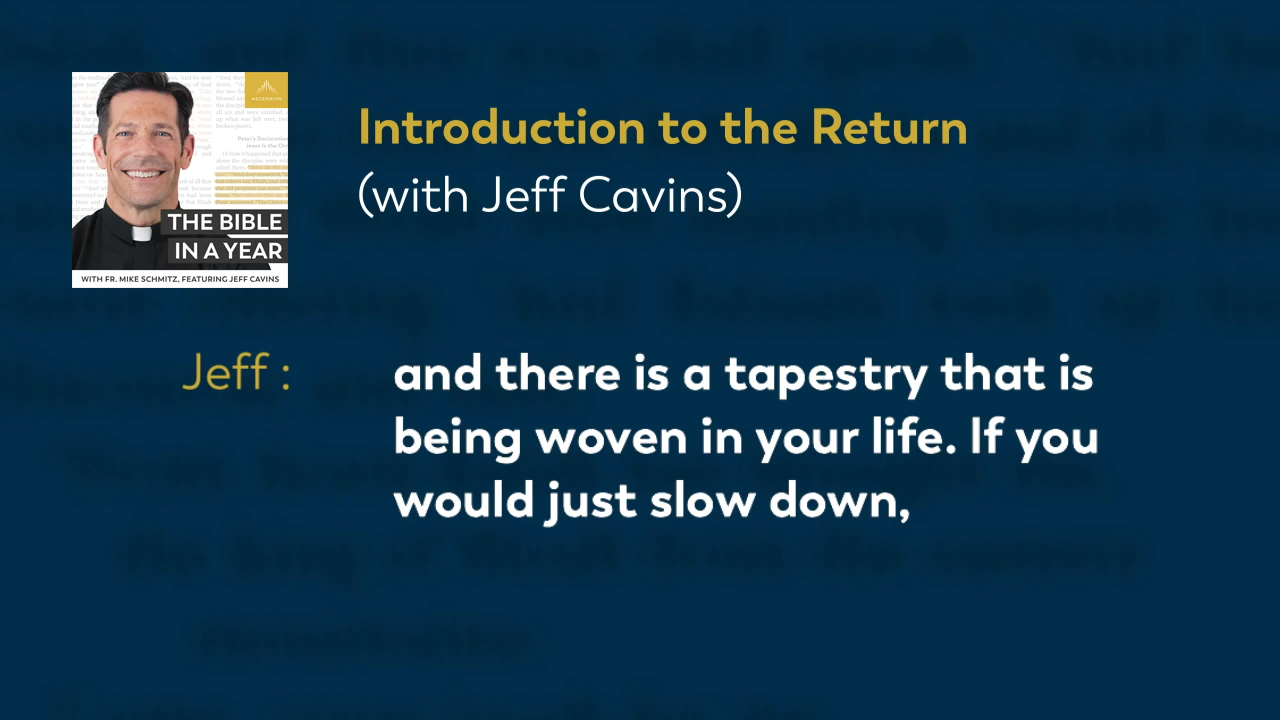 Introduction to the Return
(with Jeff Cavins)
ASCENSION
THE BIBLE
IN A YEAR
WITH FR. MIKE SCHMITZ, FEATURING JEFF CAVINS
Jeff :
and there is a tapestry that is
being woven in your life. If you
would just slow down,